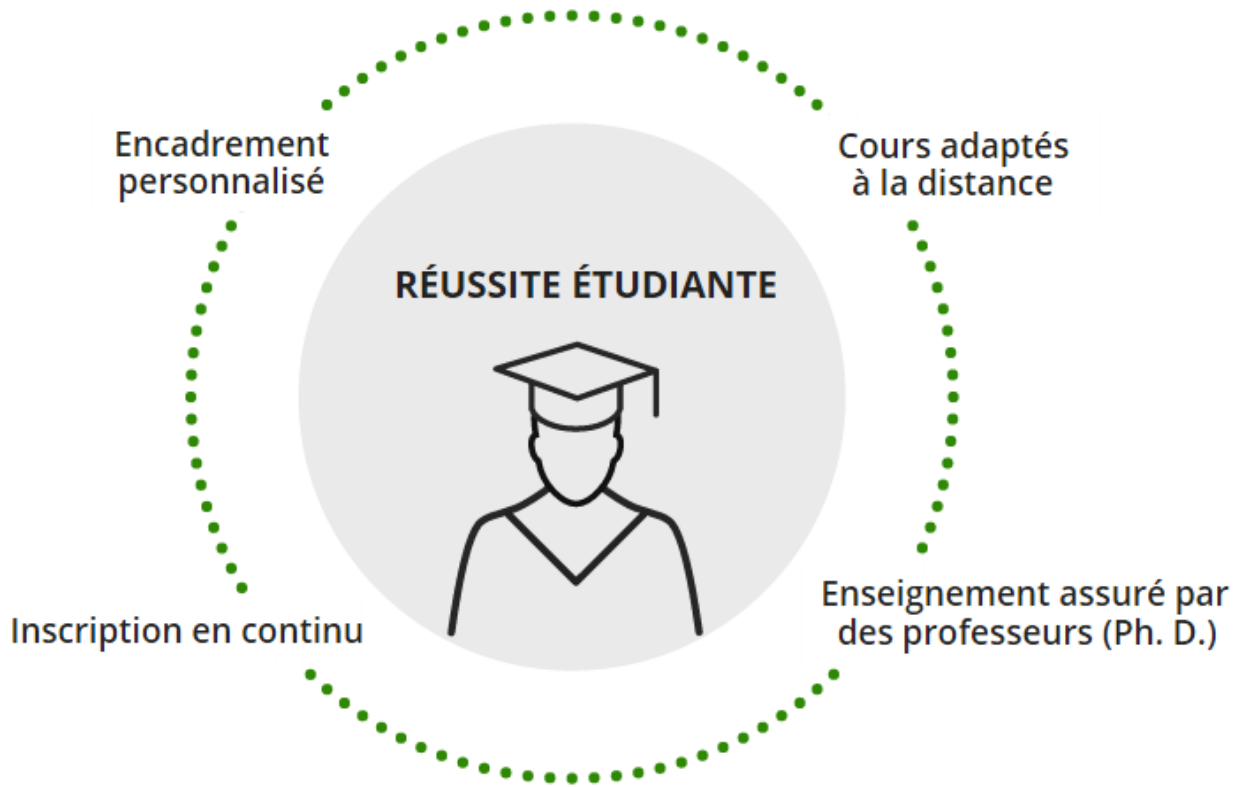 Encadrement
personnalisé
Cours adaptés
à la distance
RÉUSSITE ÉTUDIANTE
Inscription en continu
Enseignement assuré par
des professeurs (Ph. D.)